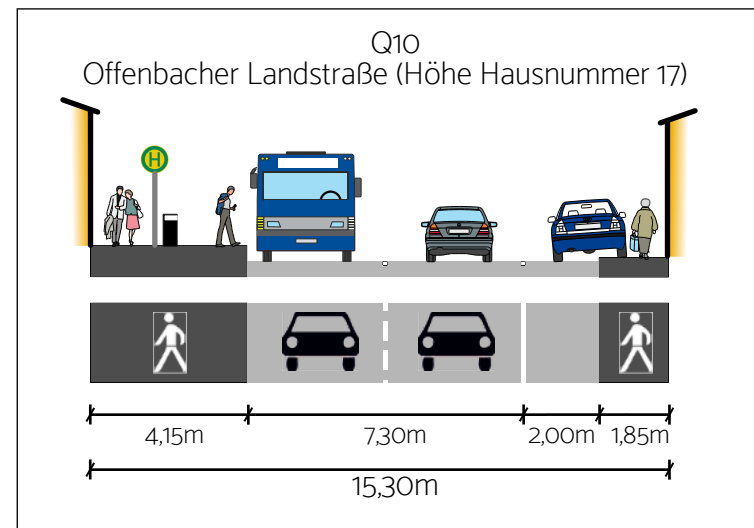 Q10
Offenbacher Landstraße (Höhe Hausnummer 17)
H
4,15m 7,30m 2,00m 1,85m
15,30m